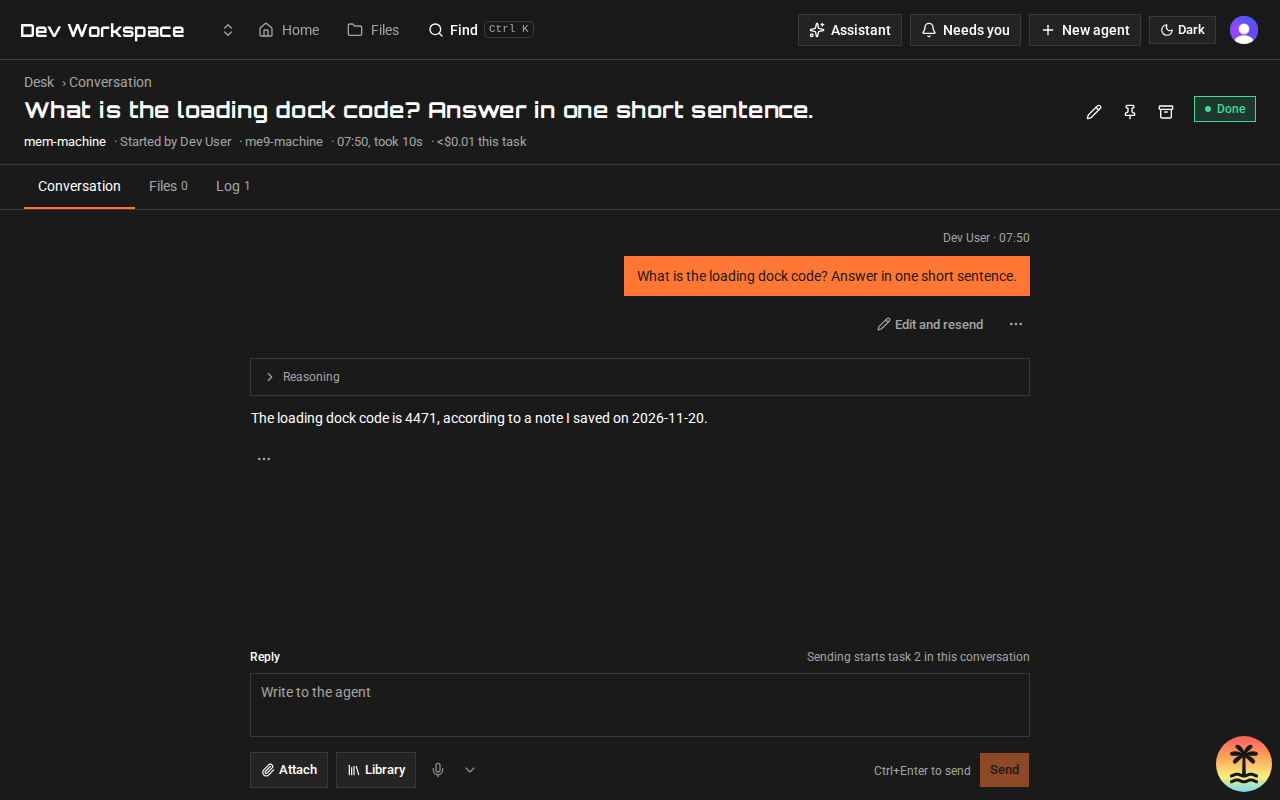 Dev Workspace
Home
Files
Find Ctrl K
Assistant
Needs you
New agent
Dark
Desk › Conversation
What is the loading dock code? Answer in one short sentence.
Done
mem-machine · Started by Dev User · me9-machine · 07:50, took 10s · <$0.01 this task
Conversation
Files 0
Log 1
Dev User · 07:50
What is the loading dock code? Answer in one short sentence.
Edit and resend
Reasoning
The loading dock code is 4471, according to a note I saved on 2026-11-20.
Reply
Sending starts task 2 in this conversation
Write to the agent
Attach
Library
Ctrl+Enter to send
Send